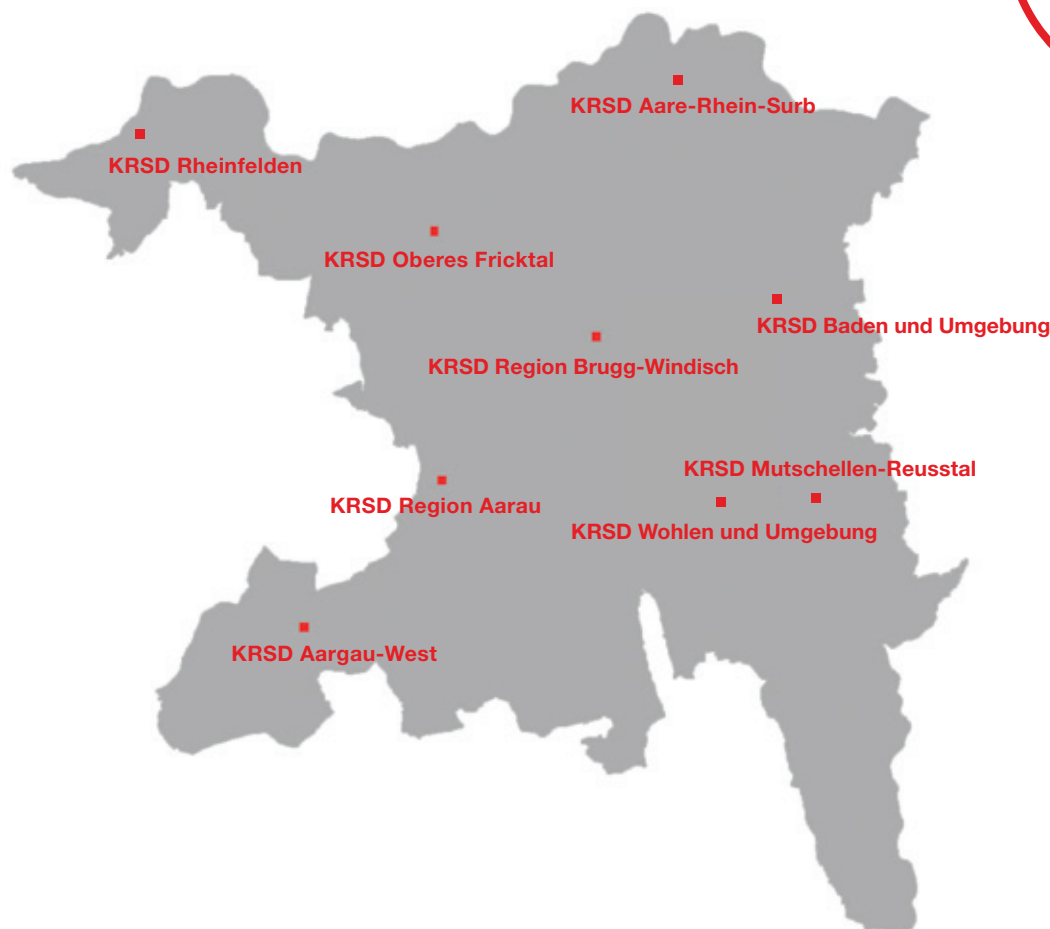 KRSD Aare-Rhein-Surb
KRSD Rheinfelden
KRSD Oberes Fricktal
KRSD Baden und Umgebung
KRSD Region Brugg-Windisch
KRSD Mutschellen-Reusstal
KRSD Region Aarau
KRSD Wohlen und Umgebung
KRSD Aargau-West